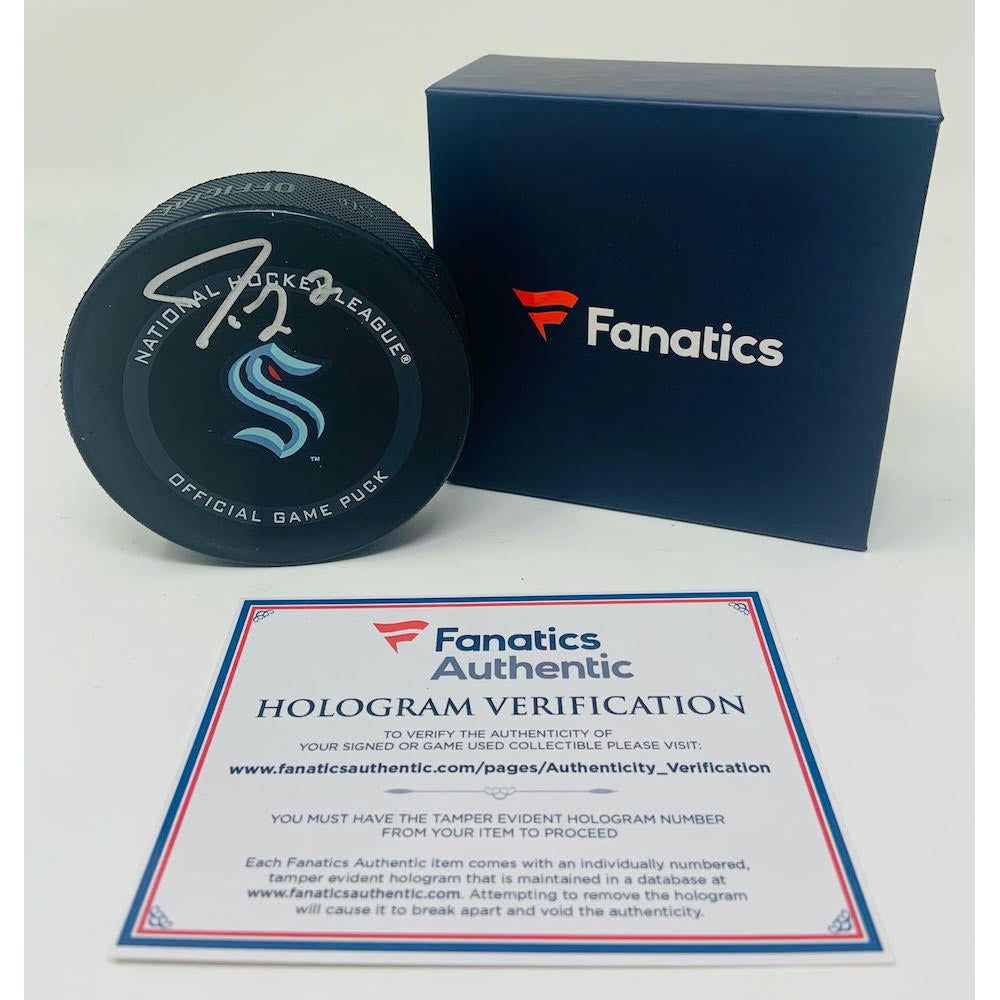 OFFICIAL
NATIONAL HOCKEY LEAGUE®
™
OFFICIAL GAME PUCK
Fanatics
Fanatics
Authentic
HOLOGRAM VERIFICATION
TO VERIFY THE AUTHENTICITY OF
YOUR SIGNED OR GAME USED COLLECTIBLE PLEASE VISIT:
www.fanaticsauthentic.com/pages/Authenticity_Verification
YOU MUST HAVE THE TAMPER EVIDENT HOLOGRAM NUMBER
FROM YOUR ITEM TO PROCEED
Each Fanatics Authentic item comes with an individually numbered,
tamper evident hologram that is maintained in a database at
www.fanaticsauthentic.com. Attempting to remove the hologram
will cause it to break apart and void the authenticity.